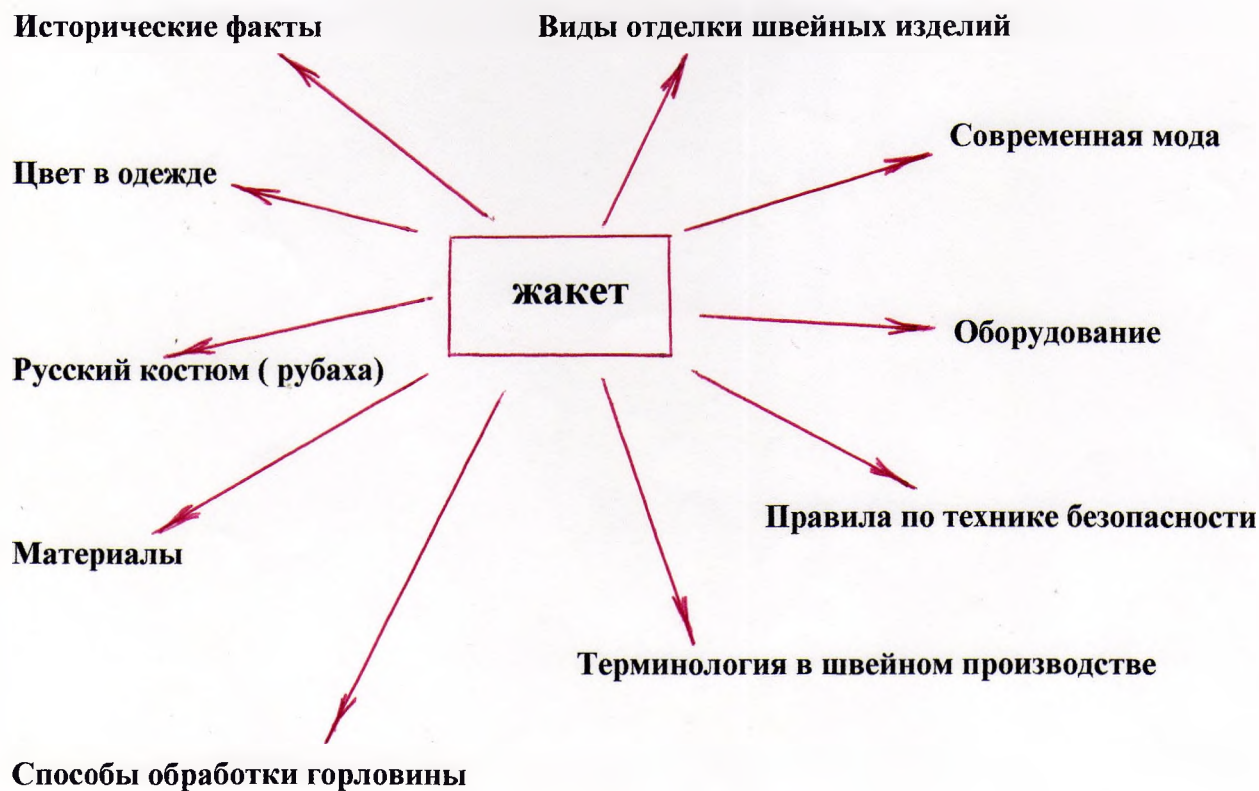 Исторические факты
Виды отделки швейных изделий
Современная мода
Цвет в одежде
жакет
Оборудование
Русский костюм ( рубаха)
Правила по технике безопасности
Материалы
Терминология в швейном производстве
Способы обработки горловины